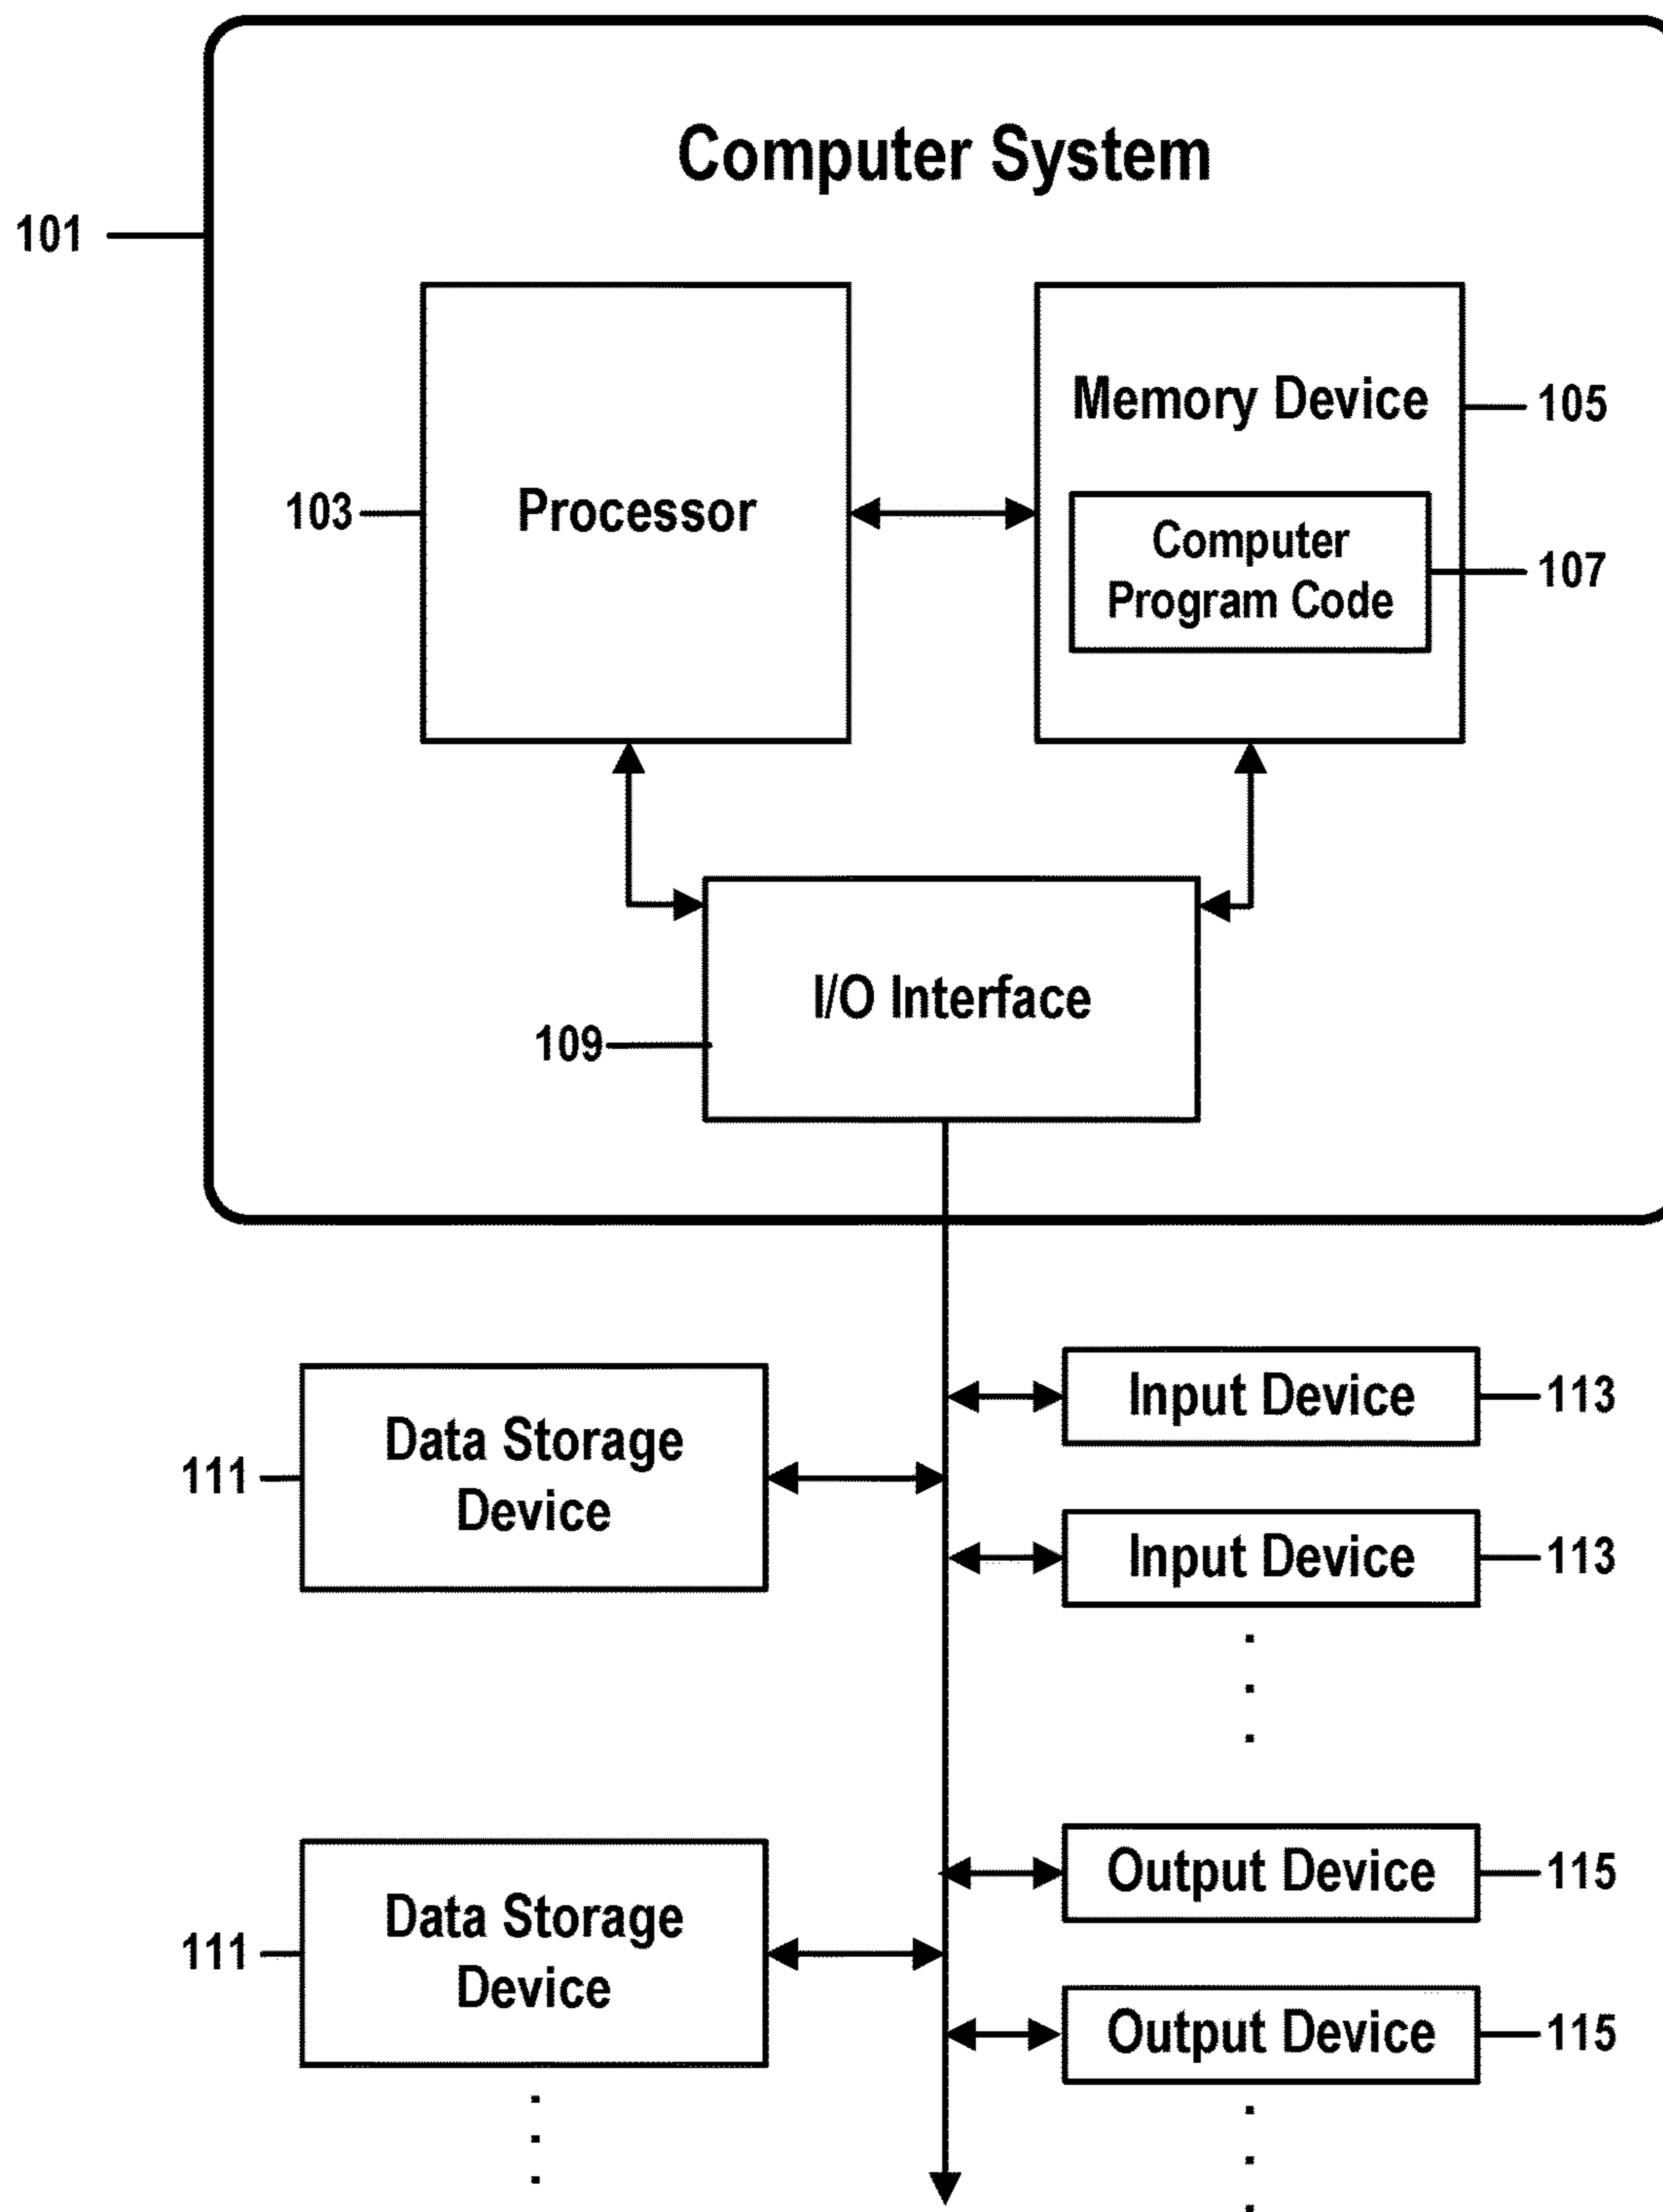 Computer System
101
Memory Device
105
103
Processor
Computer
Program Code
107
I/O Interface
109
Input Device
113
Data Storage
Device
111
Input Device
113
Output Device
115
Data Storage
Device
111
Output Device
115